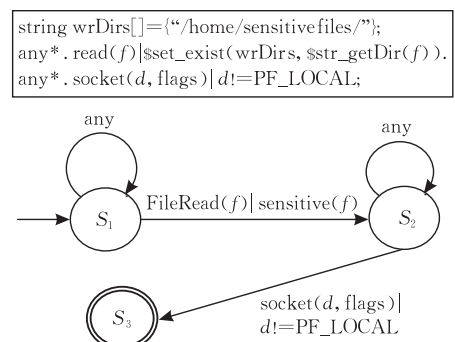 string wrDirs[]={“/home/sensitivefiles/”};
any*. read(f)|$set_exist(wrDirs, $str_getDir(f)).
any*. socket(d, flags)| d!=PF_LOCAL;
any
any
FileRead(f)| sensitive(f)
S1
S2
S3
socket(d, flags)|
d!=PF_LOCAL